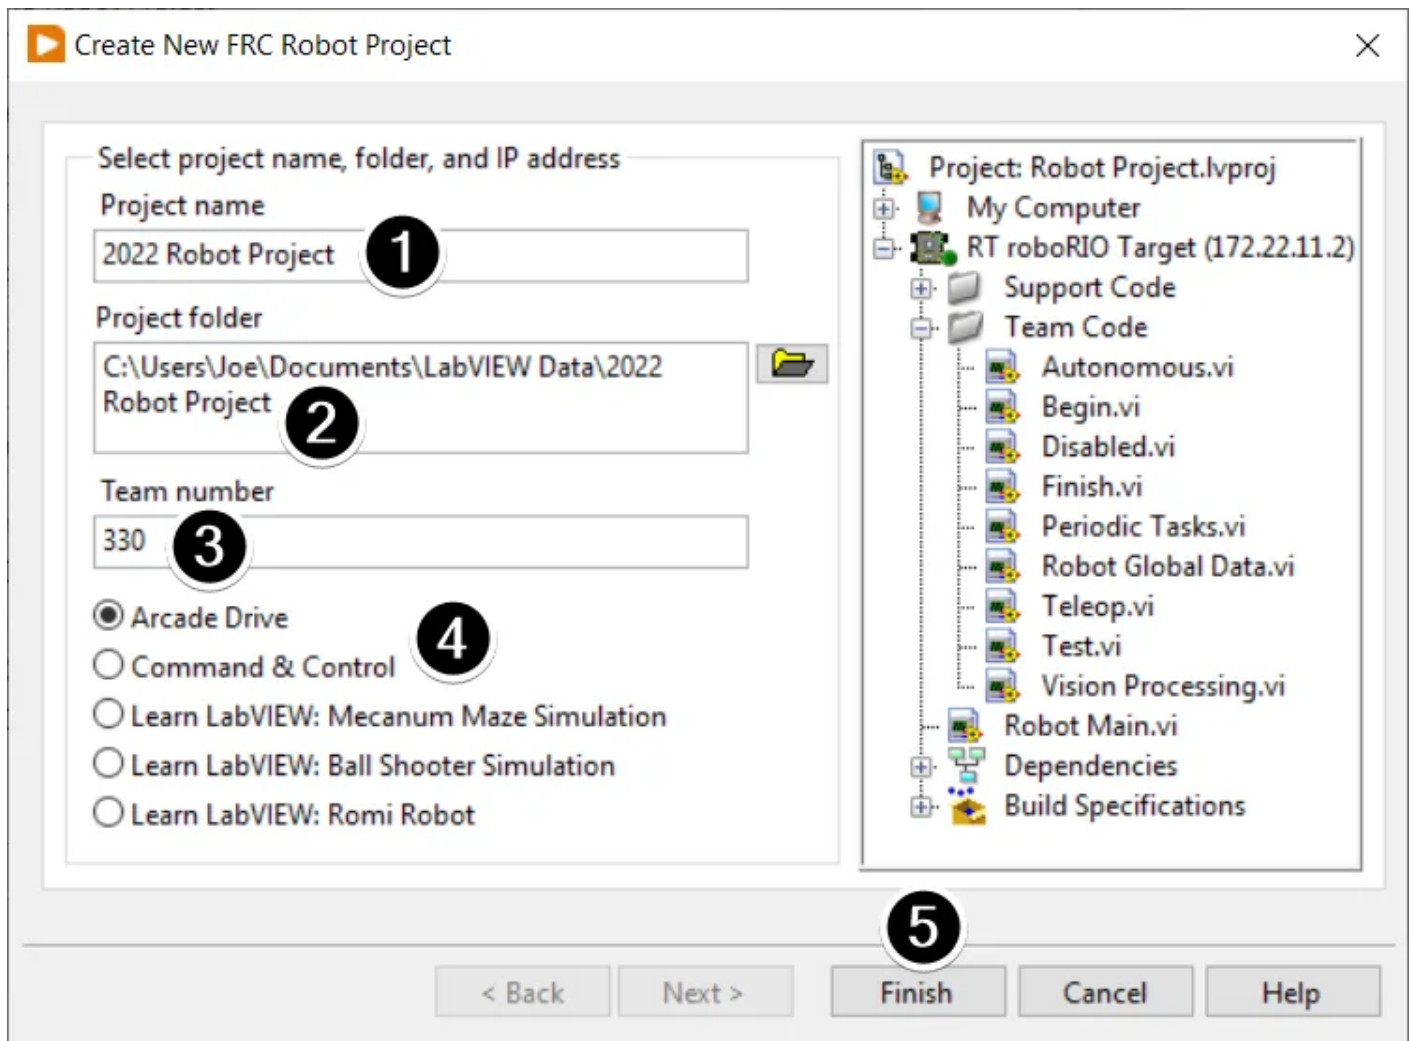 Create New FRC Robot Project
Select project name, folder, and IP address
Project name
2022 Robot Project
1
Project folder
C:\Users\Joe\Documents\LabVIEW Data\2022
Robot Project
2
Team number
330
3
Arcade Drive
4
Command & Control
Learn LabVIEW: Mecanum Maze Simulation
Learn LabVIEW: Ball Shooter Simulation
Learn LabVIEW: Romi Robot
Project: Robot Project.lvproj
My Computer
RT roboRIO Target (172.22.11.2)
Support Code
Team Code
Autonomous.vi
Begin.vi
Disabled.vi
Finish.vi
Periodic Tasks.vi
Robot Global Data.vi
Teleop.vi
Test.vi
Vision Processing.vi
Robot Main.vi
Dependencies
Build Specifications
5
< Back
Next >
Finish
Cancel
Help